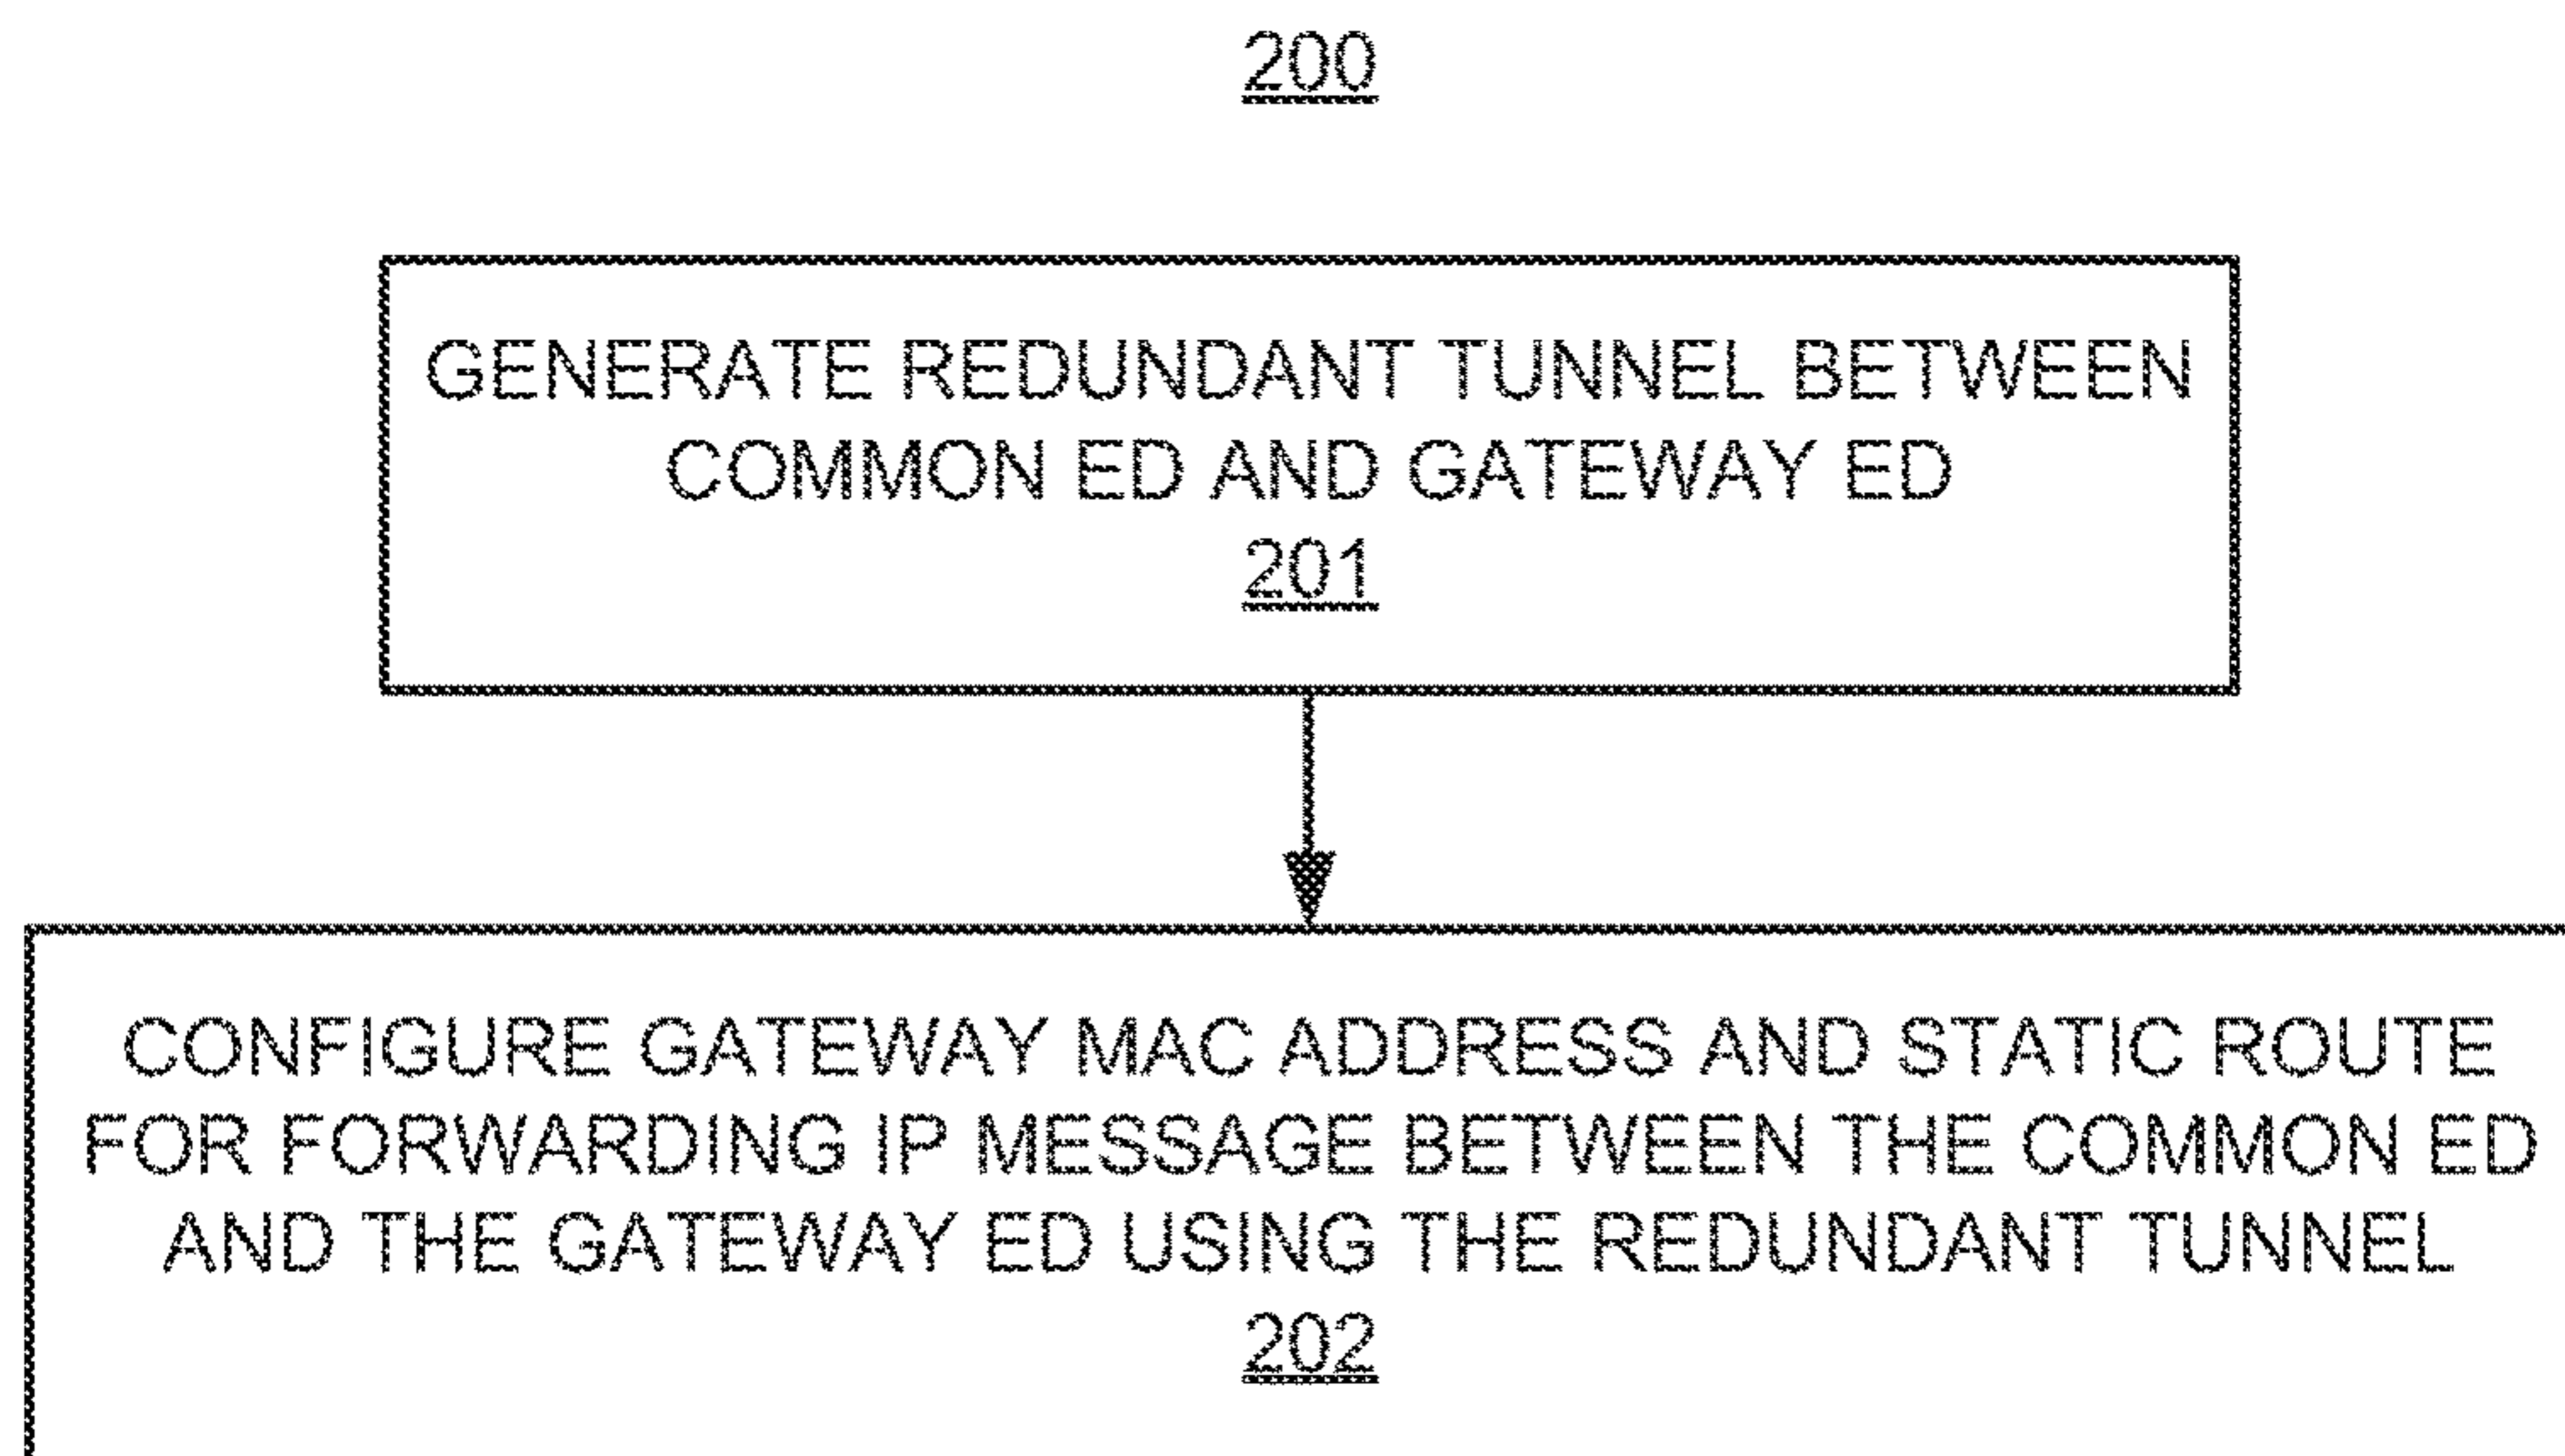 200
GENERATE REDUNDANT TUNNEL BETWEEN
COMMON ED AND GATEWAY ED
201
CONFIGURE GATEWAY MAC ADDRESS AND STATIC ROUTE
FOR FORWARDING IP MESSAGE BETWEEN THE COMMON ED
AND THE GATEWAY ED USING THE REDUNDANT TUNNEL
202